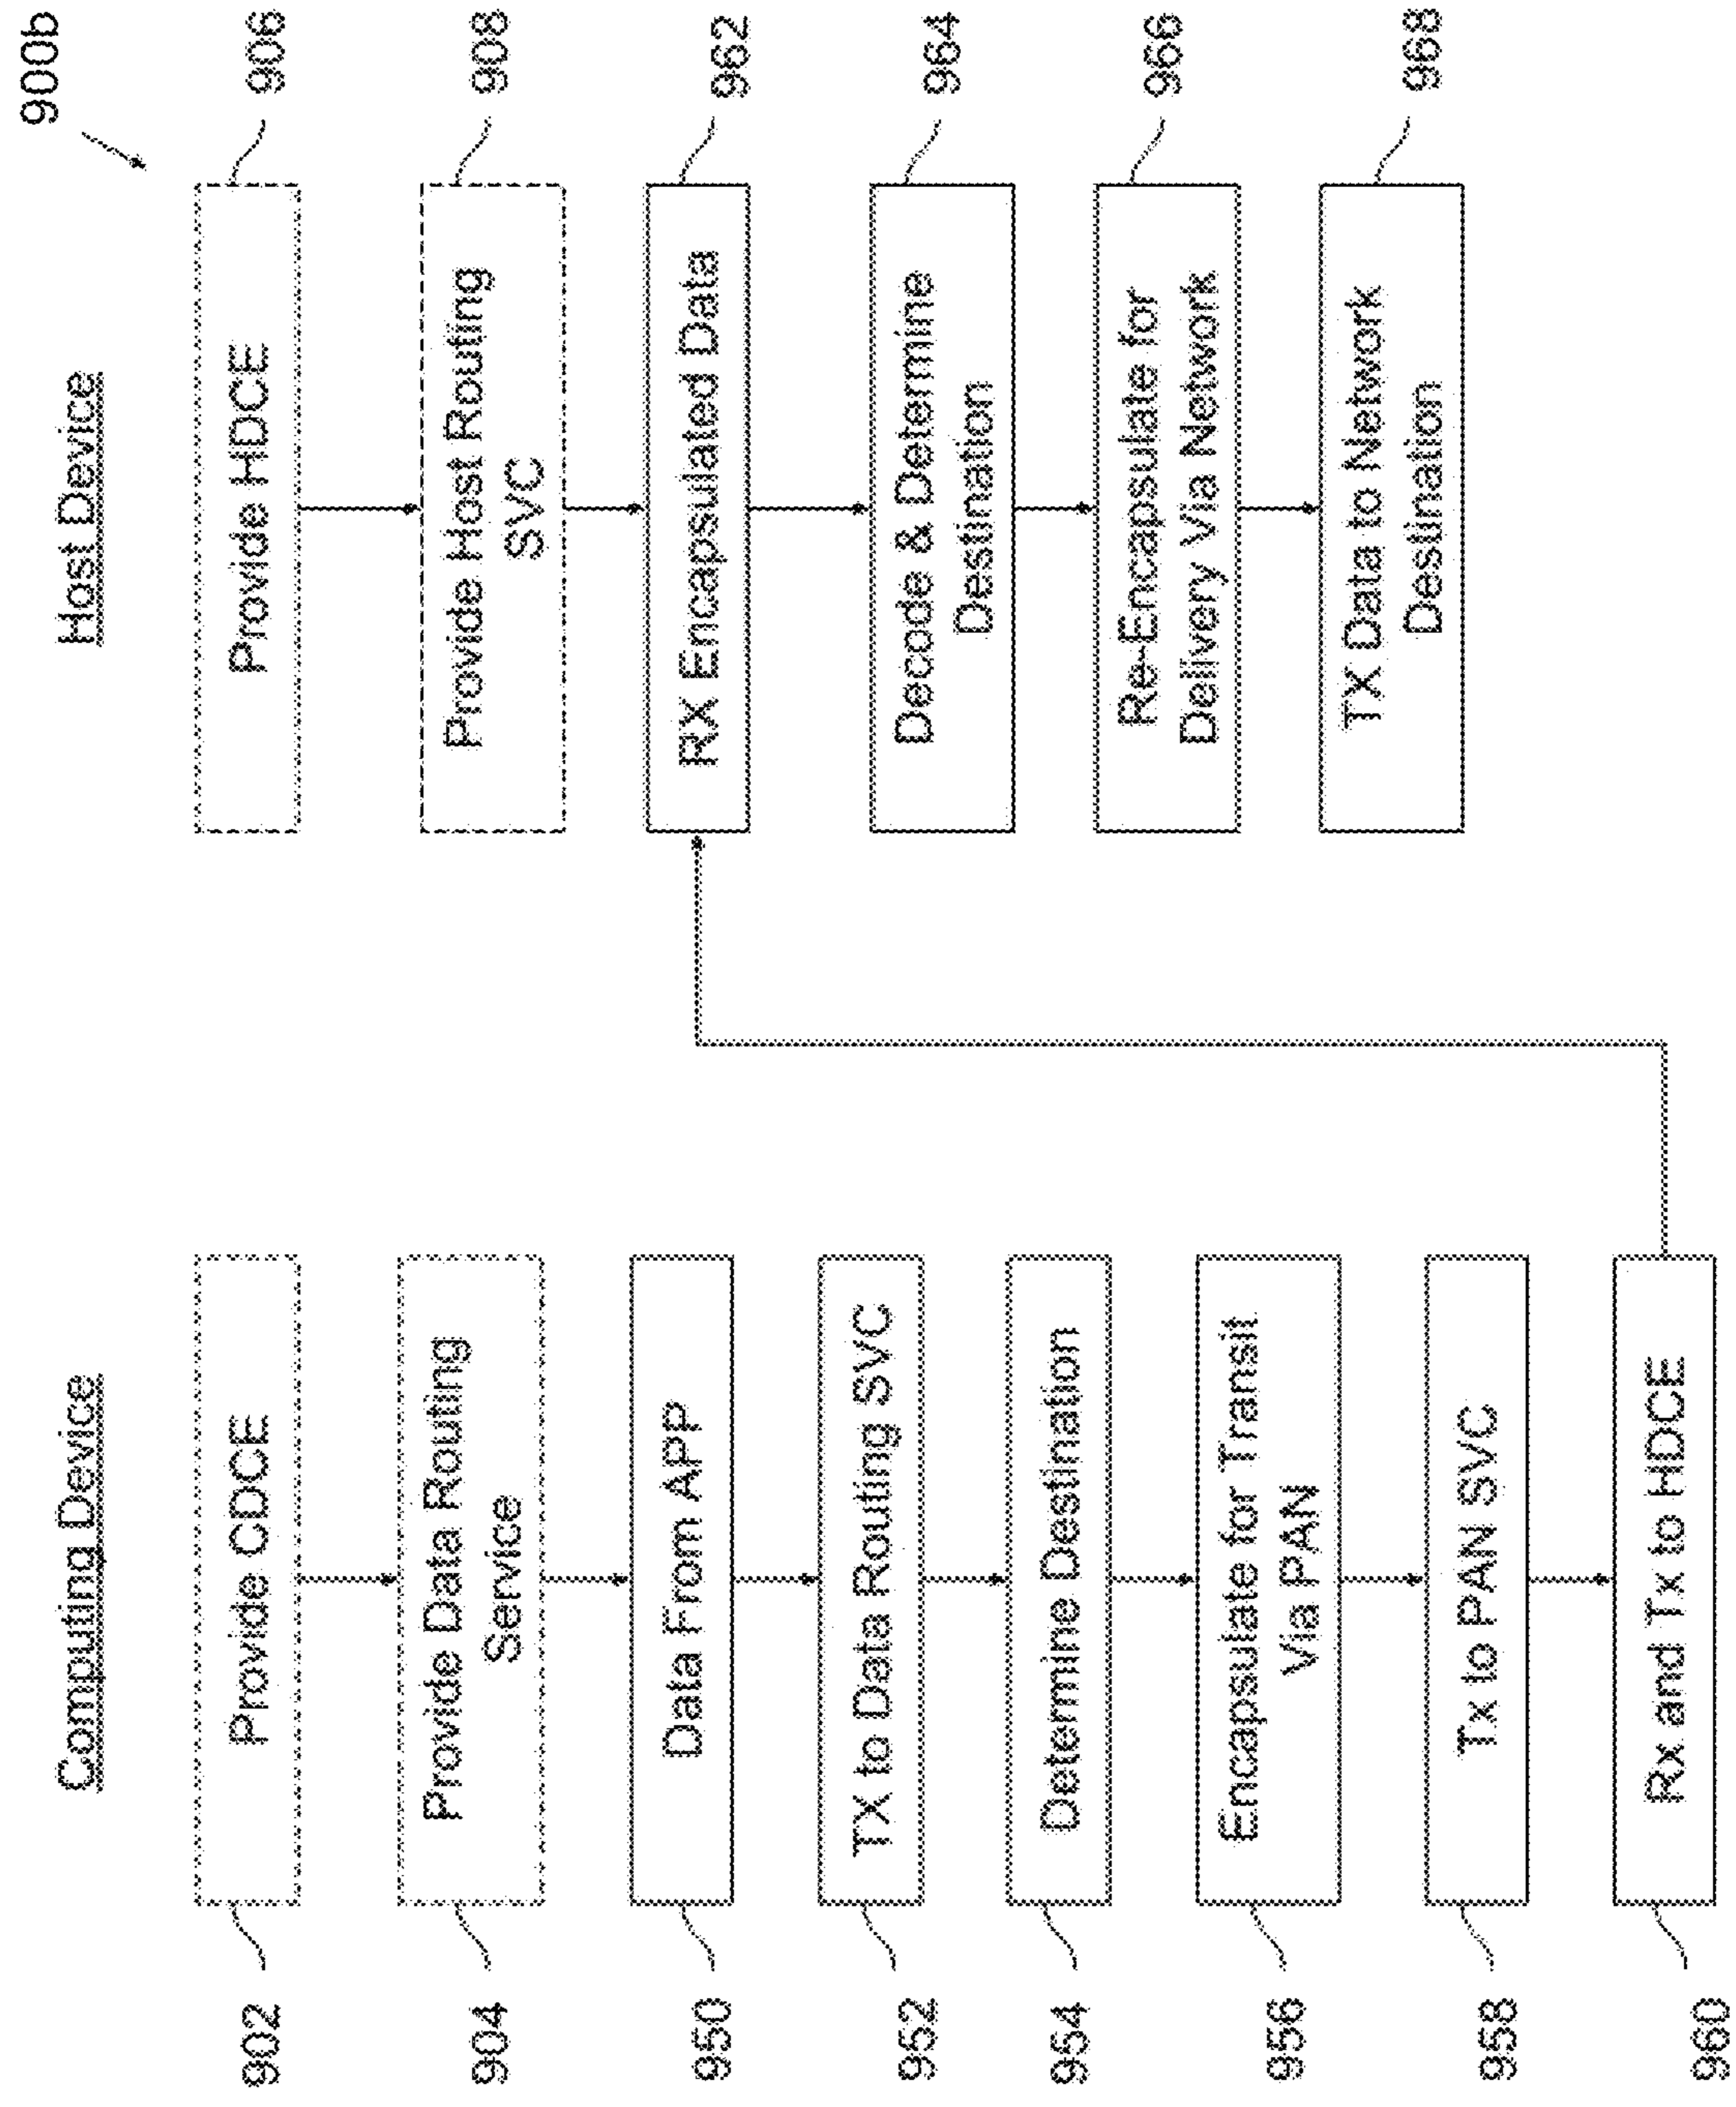 900b
Computing Device
902
Provide CDCE
904
Provide Data Routing
Service
950
Data From APP
952
TX to Data Routing SVC
954
Determine Destination
956
Encapsulate for Transit
Via PAN
958
Tx to PAN SVC
960
Rx and Tx to HDCE
Host Device
Provide HDCE
906
Provide Host Routing
SVC
908
RX Encapsulated Data
962
Decode & Determine
Destination
964
Re-Encapsulate for
Delivery Via Network
966
TX Data to Network
Destination
968